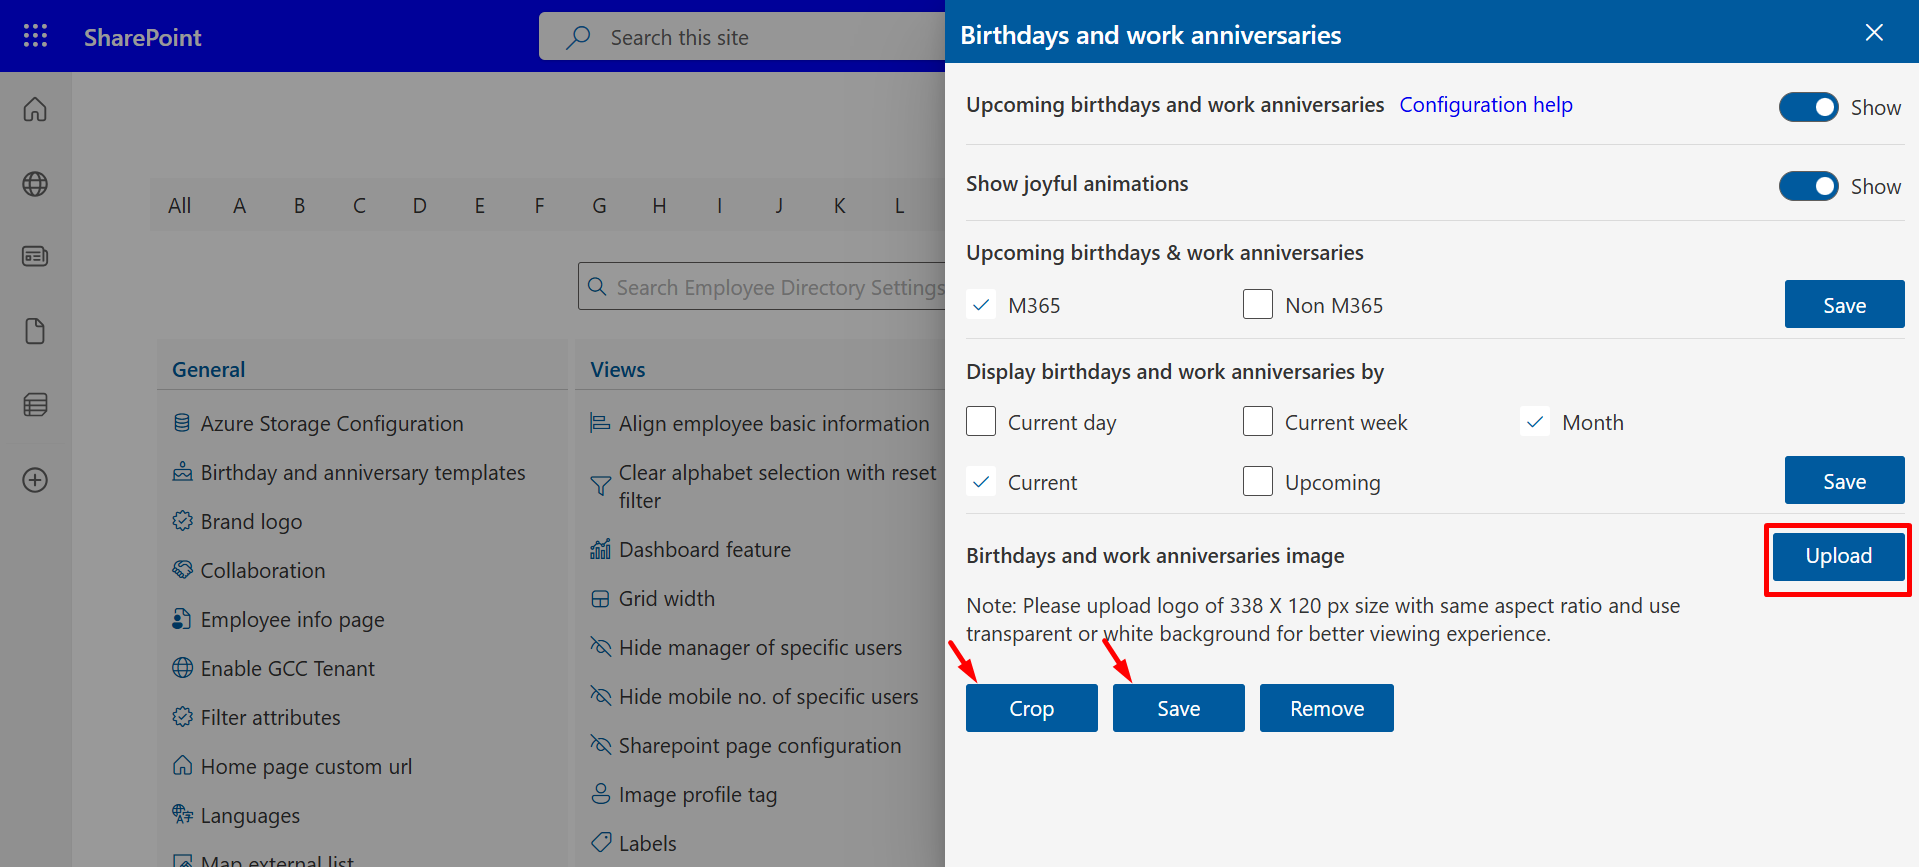 SharePoint
Search this site
All A B C D E F G H I J K L
Search Employee Directory Settings
General
Azure Storage Configuration
Birthday and anniversary templates
Brand logo
Collaboration
Employee info page
Enable GCC Tenant
Filter attributes
Home page custom url
Languages
Map external list
Views
Align employee basic information
Clear alphabet selection with reset
filter
Dashboard feature
Grid width
Hide manager of specific users
Hide mobile no. of specific users
Sharepoint page configuration
Image profile tag
Labels
Birthdays and work anniversaries
Upcoming birthdays and work anniversaries Configuration help Show
Show joyful animations Show
Upcoming birthdays & work anniversaries
M365 Non M365 Save
Display birthdays and work anniversaries by
Current day Current week Month
Current Upcoming Save
Birthdays and work anniversaries image Upload
Note: Please upload logo of 338 X 120 px size with same aspect ratio and use
transparent or white background for better viewing experience.
Crop Save Remove